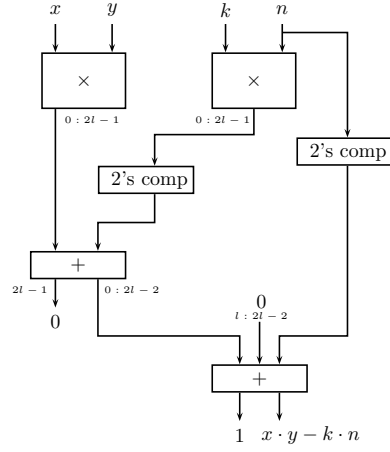 x y k n
× ×
0 : 2l − 1 0 : 2l − 1
2's comp
2's comp
+
2l − 1 0 : 2l − 2
0
0
l : 2l − 2
+
1 x · y − k · n